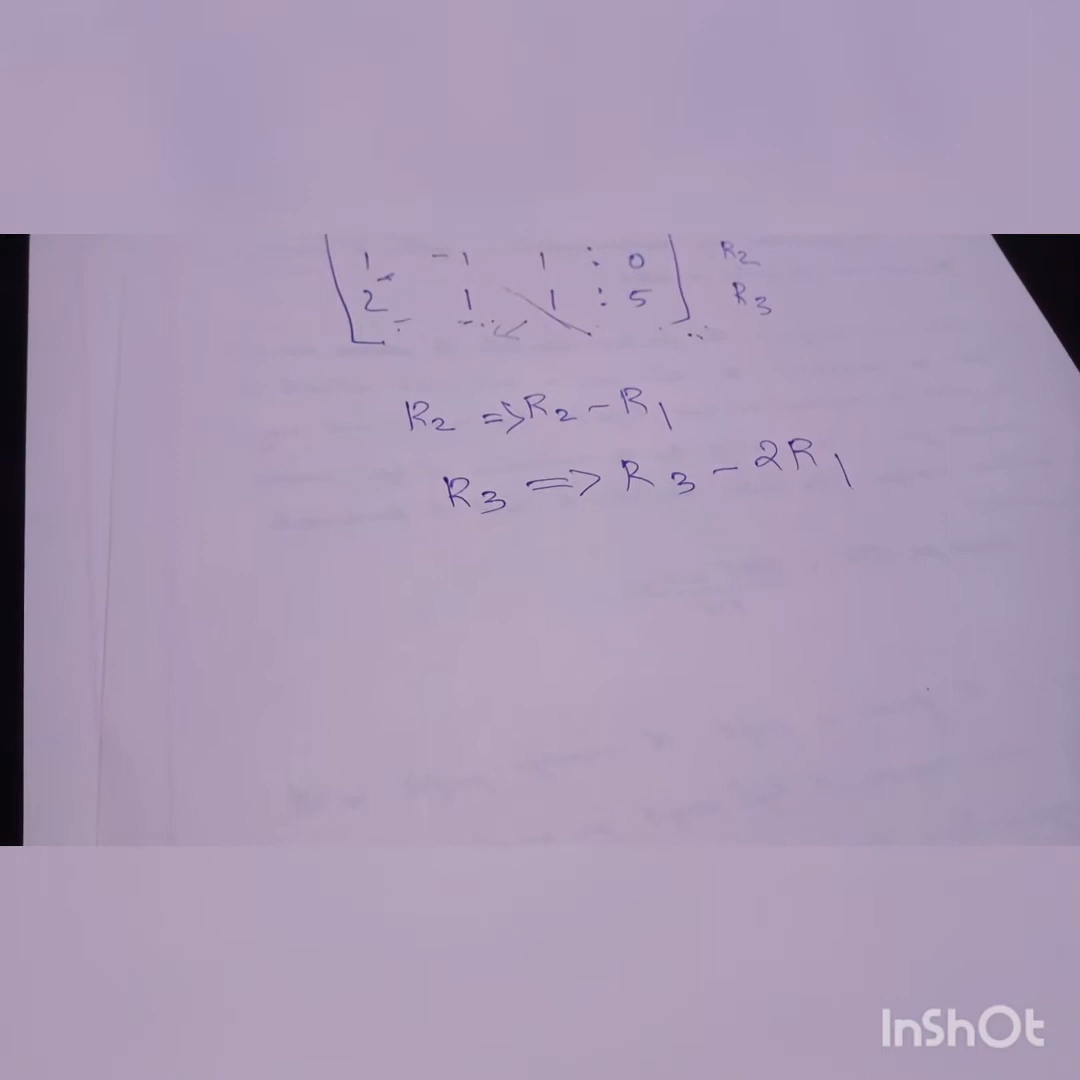 1 -1 1 : 0 R2
2 1 1 : 5 R3
R2 => R2 - R1
R3 => R3 - 2R1
InShOt